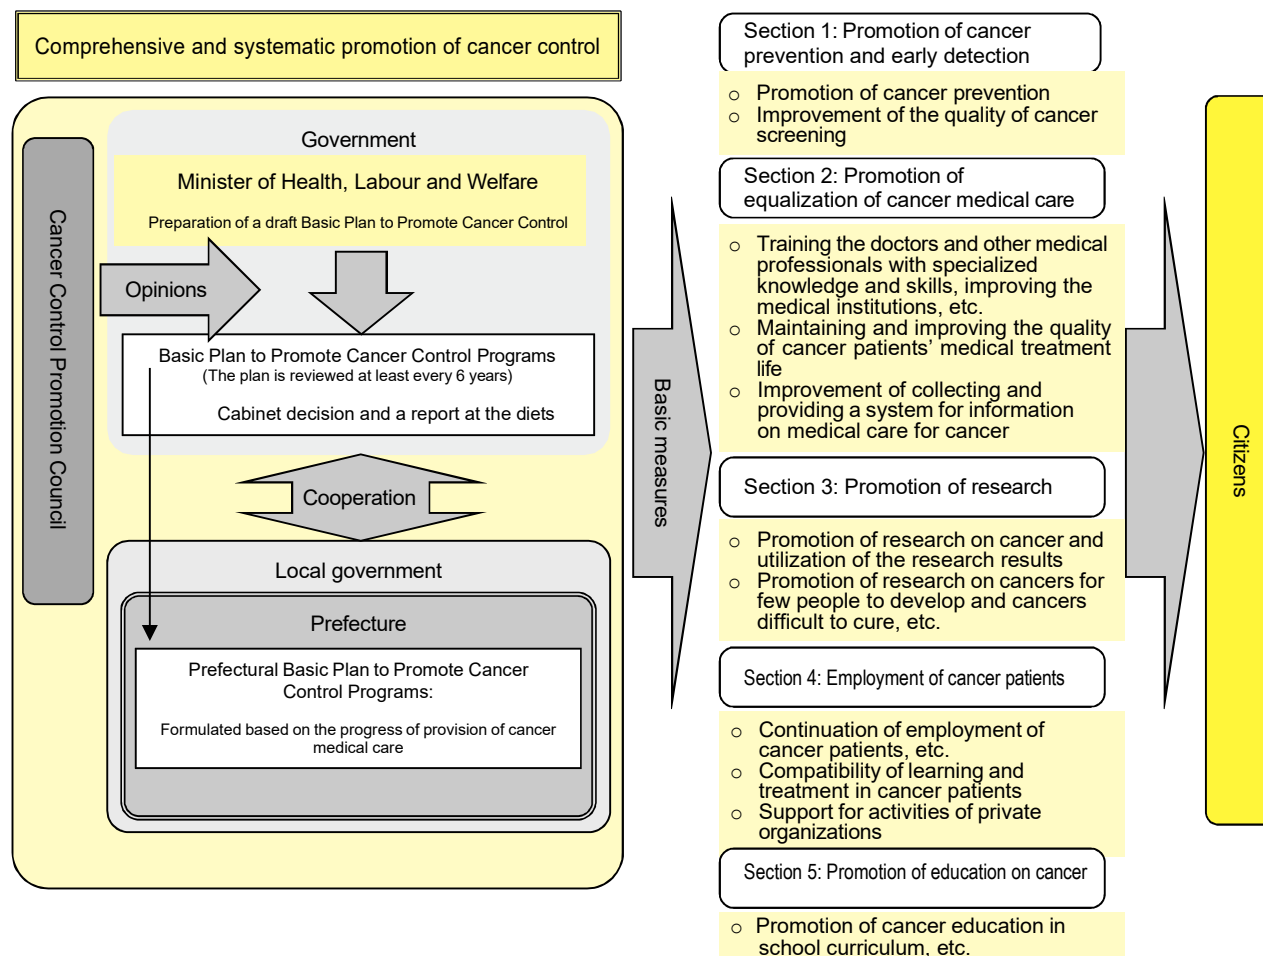 Comprehensive and systematic promotion of cancer control
Cancer Control Promotion Council
Government
Minister of Health, Labour and Welfare
Preparation of a draft Basic Plan to Promote Cancer Control
Opinions
Basic Plan to Promote Cancer Control Programs
(The plan is reviewed at least every 6 years)
Cabinet decision and a report at the diets
Cooperation
Local government
Prefecture
Prefectural Basic Plan to Promote Cancer
Control Programs:
Formulated based on the progress of provision of cancer
medical care
Basic measures
Section 1: Promotion of cancer
prevention and early detection
○ Promotion of cancer prevention
○ Improvement of the quality of cancer
screening
Section 2: Promotion of
equalization of cancer medical care
○ Training the doctors and other medical
professionals with specialized
knowledge and skills, improving the
medical institutions, etc.
○ Maintaining and improving the quality
of cancer patients’ medical treatment
life
○ Improvement of collecting and
providing a system for information
on medical care for cancer
Section 3: Promotion of research
○ Promotion of research on cancer and
utilization of the research results
○ Promotion of research on cancers for
few people to develop and cancers
difficult to cure, etc.
Section 4: Employment of cancer patients
○ Continuation of employment of
cancer patients, etc.
○ Compatibility of learning and
treatment in cancer patients
○ Support for activities of private
organizations
Section 5: Promotion of education on cancer
○ Promotion of cancer education in
school curriculum, etc.
Citizens